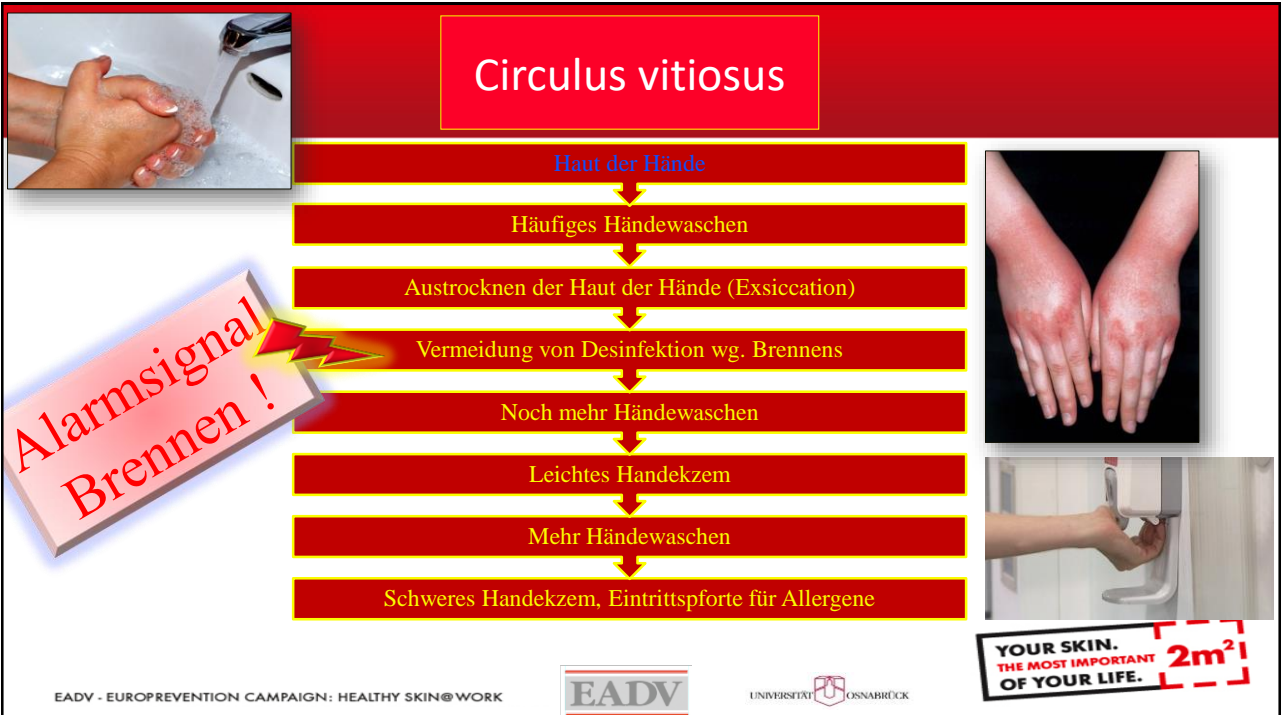 Circulus vitiosus
Haut der Hände
Häufiges Händewaschen
Austrocknen der Haut der Hände (Exsiccation)
Vermeidung von Desinfektion wg. Brennens
Noch mehr Händewaschen
Leichtes Handekzem
Mehr Händewaschen
Schweres Handekzem, Eintrittspforte für Allergene
Alarmsignal
Brennen !
EADV - EUROPREVENTION CAMPAIGN: HEALTHY SKIN@WORK
EADV
UNIVERSITÄT OSNABRÜCK
YOUR SKIN.
THE MOST IMPORTANT 2m²
OF YOUR LIFE.